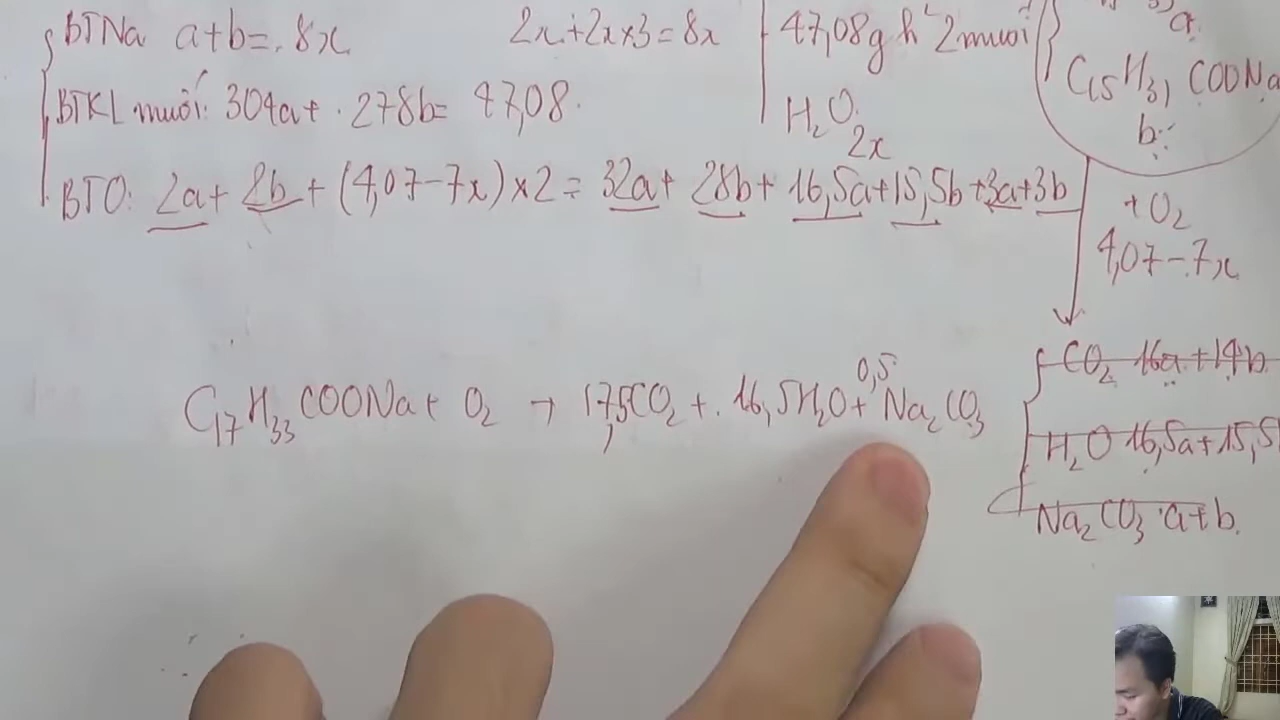 BTNa a+b= 8x
2x+2x×3=8x
47,08g h² 2muối
a
C15H31COONa
b
BTKL muối: 304a+ 278b= 47,08
H2O
2x
BTO: 2a+ 2b+(4,07-7x)×2= 32a+ 28b+ 16,5a+15,5b+3a+3b
+O2
4,07-7x
C17H33COONa+ O2 → 17,5CO2 + 16,5H2O+ 0,5 Na2CO3
CO2 16a+14b
H2O 16,5a+15,5
Na2CO3 a+b